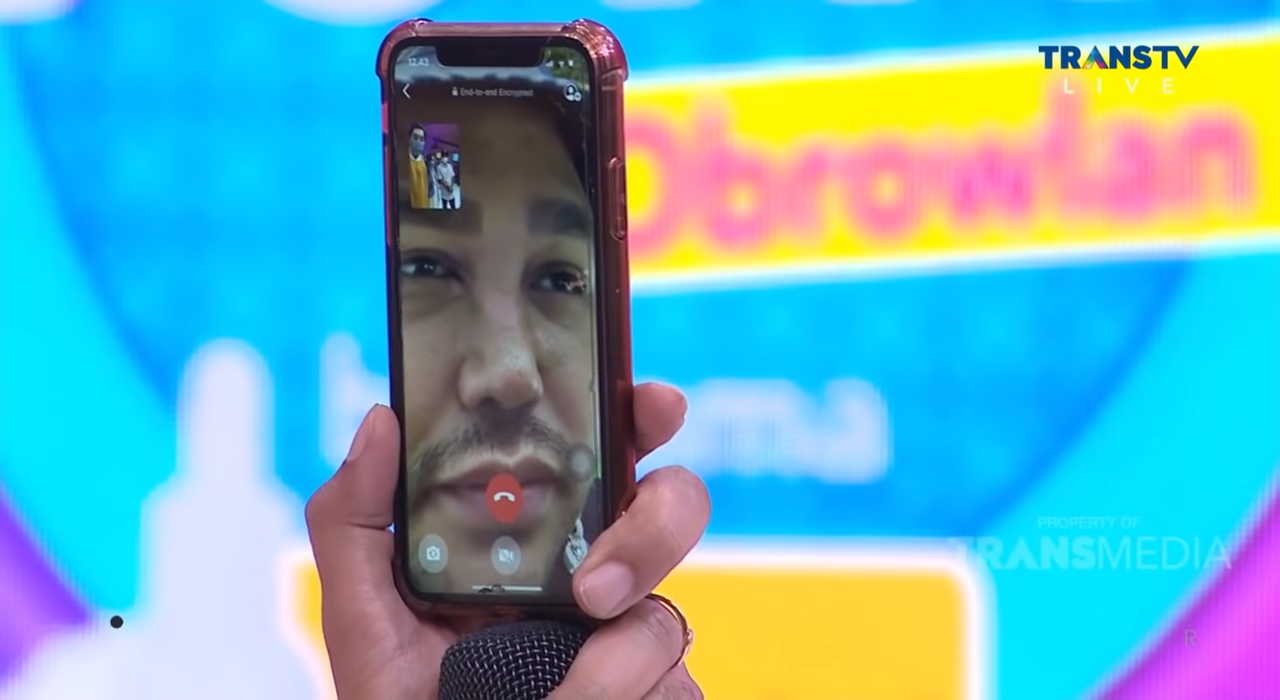 TRANSTV
LIVE
12.43
End-to-end Encrypted
Obrowlan
PROPERTY OF
TRANSMEDIA
R